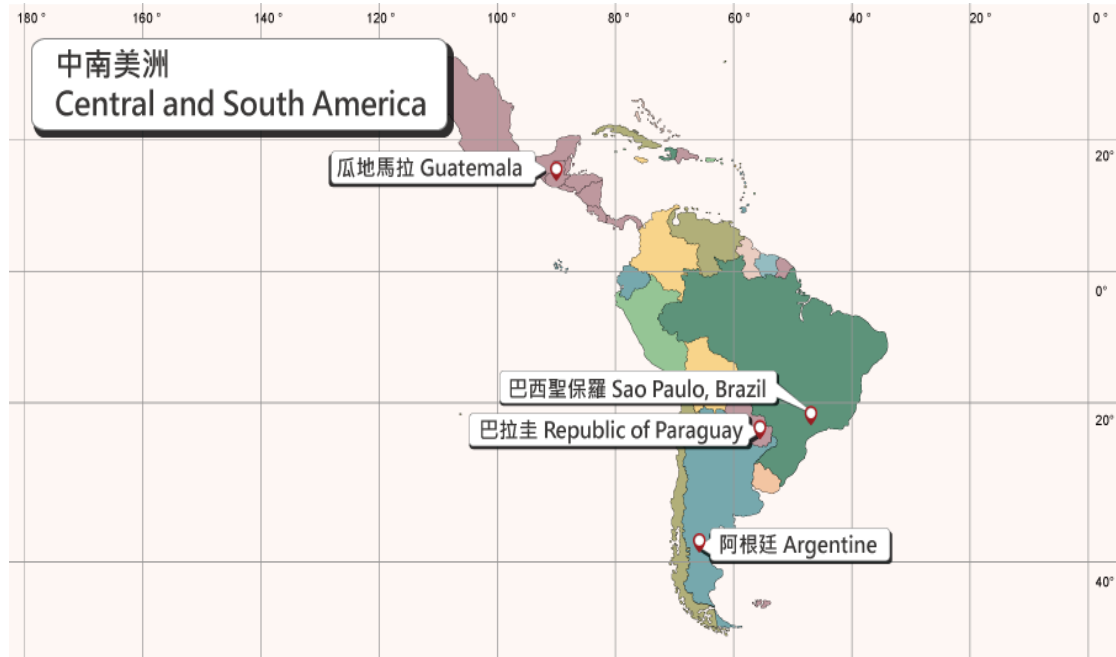 180 °
160 °
140 °
120 °
100 °
80 °
60 °
40 °
20 °
0 °
中南美洲
Central and South America
20°
瓜地馬拉 Guatemala
0°
巴西聖保羅 Sao Paulo, Brazil
20°
巴拉圭 Republic of Paraguay
阿根廷 Argentine
40°